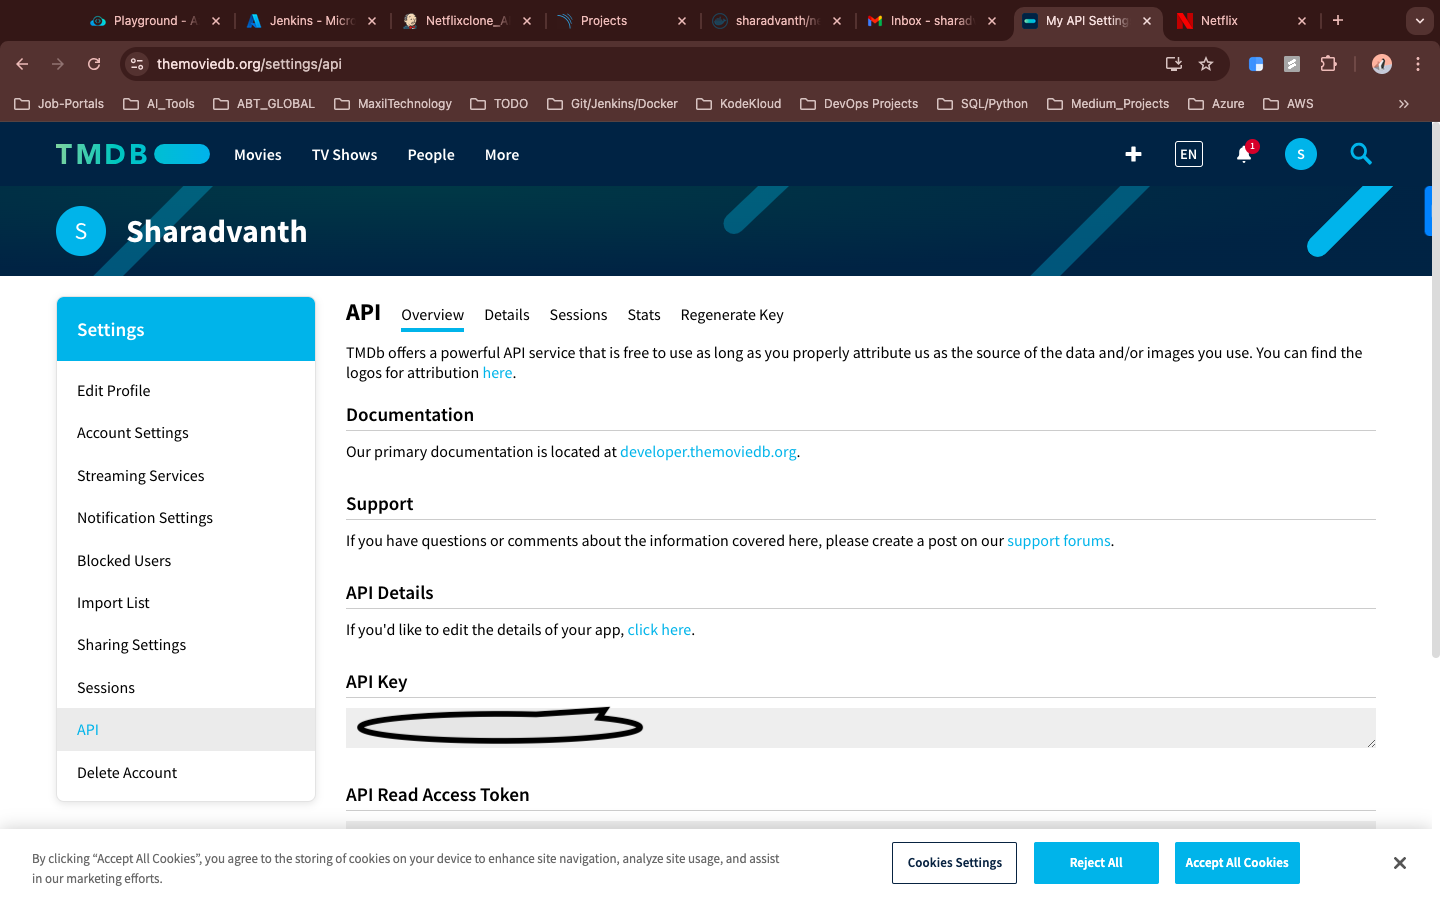 Playground - A
Jenkins - Micro
Netflixclone_A
Projects
sharadvanth/ne
Inbox - sharad
My API Setting
Netflix
themoviedb.org/settings/api
Job-Portals
AI_Tools
ABT_GLOBAL
MaxilTechnology
TODO
Git/Jenkins/Docker
KodeKloud
DevOps Projects
SQL/Python
Medium_Projects
Azure
AWS
TMDB
Movies
TV Shows
People
More
EN
1
S
S
Sharadvanth
Settings
Edit Profile
Account Settings
Streaming Services
Notification Settings
Blocked Users
Import List
Sharing Settings
Sessions
API
Delete Account
API
Overview
Details
Sessions
Stats
Regenerate Key
TMDb offers a powerful API service that is free to use as long as you properly attribute us as the source of the data and/or images you use. You can find the
logos for attribution here.
Documentation
Our primary documentation is located at developer.themoviedb.org.
Support
If you have questions or comments about the information covered here, please create a post on our support forums.
API Details
If you'd like to edit the details of your app, click here.
API Key
API Read Access Token
By clicking “Accept All Cookies”, you agree to the storing of cookies on your device to enhance site navigation, analyze site usage, and assist
in our marketing efforts.
Cookies Settings
Reject All
Accept All Cookies